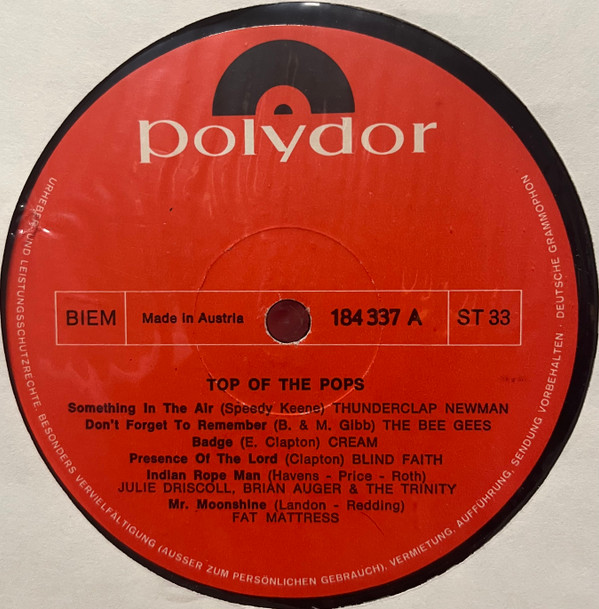 polydor
BIEM
Made in Austria
184 337 A
ST 33
TOP OF THE POPS
Something In The Air (Speedy Keene) THUNDERCLAP NEWMAN
Don't Forget To Remember (B. & M. Gibb) THE BEE GEES
Badge (E. Clapton) CREAM
Presence Of The Lord (Clapton) BLIND FAITH
Indian Rope Man (Havens - Price - Roth)
JULIE DRISCOLL, BRIAN AUGER & THE TRINITY
Mr. Moonshine (Landon - Redding)
FAT MATTRESS
URHEBER- UND LEISTUNGSSCHUTZRECHTE, BESONDERS VERVIELFÄLTIGUNG (AUSSER ZUM PERSÖNLICHEN GEBRAUCH), VERMIETUNG, AUFFÜHRUNG, SENDUNG VORBEHALTEN · DEUTSCHE GRAMMOPHON